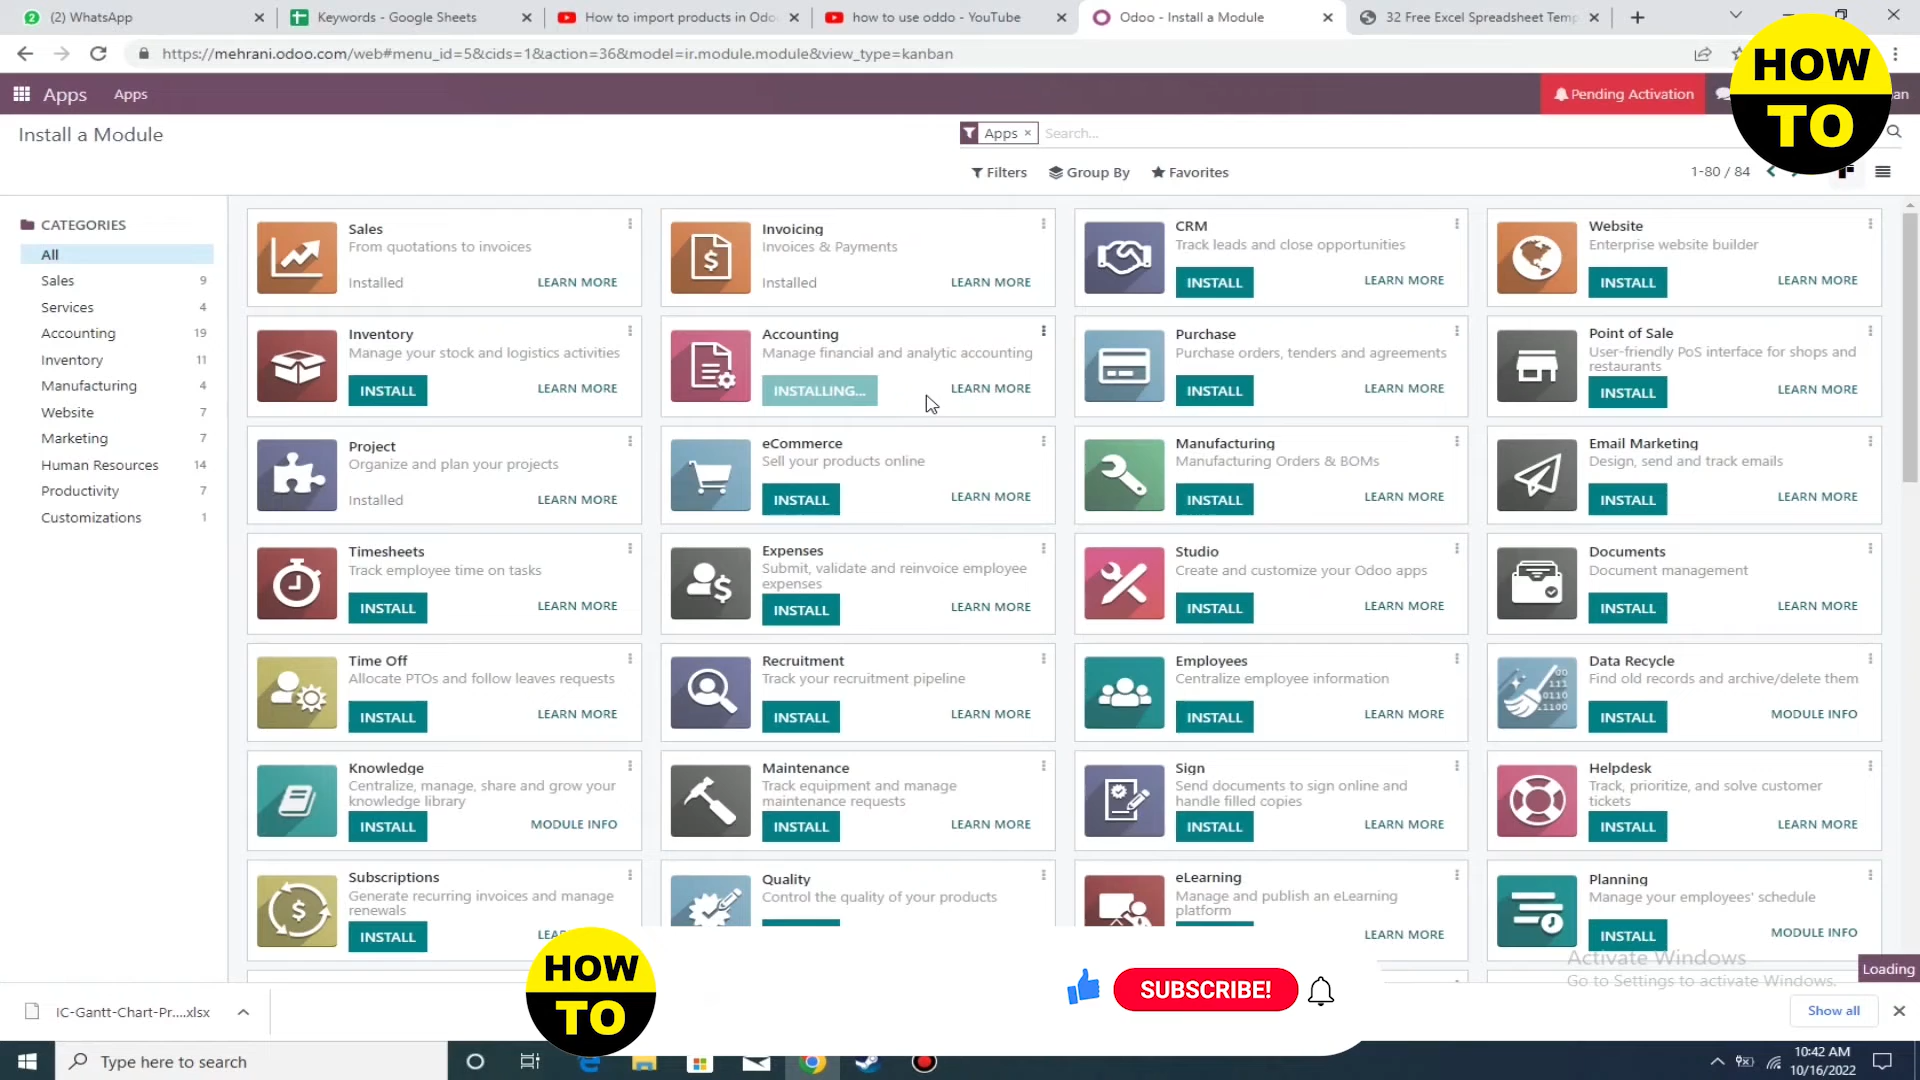 (2) WhatsApp
Keywords - Google Sheets
How to import products in Odo
how to use oddo - YouTube
Odoo - Install a Module
32 Free Excel Spreadsheet Temp
https://mehrani.odoo.com/web#menu_id=5&cids=1&action=36&model=ir.module.module&view_type=kanban
HOW
TO
Apps
Apps
Pending Activation
an
Install a Module
Apps ×
Search...
Filters
Group By
Favorites
1-80 / 84
CATEGORIES
All
Sales 9
Services 4
Accounting 19
Inventory 11
Manufacturing 4
Website 7
Marketing 7
Human Resources 14
Productivity 7
Customizations 1
Sales
From quotations to invoices
Installed
LEARN MORE
Invoicing
Invoices & Payments
Installed
LEARN MORE
CRM
Track leads and close opportunities
INSTALL
LEARN MORE
Website
Enterprise website builder
INSTALL
LEARN MORE
Inventory
Manage your stock and logistics activities
INSTALL
LEARN MORE
Accounting
Manage financial and analytic accounting
INSTALLING...
LEARN MORE
Purchase
Purchase orders, tenders and agreements
INSTALL
LEARN MORE
Point of Sale
User-friendly PoS interface for shops and
restaurants
INSTALL
LEARN MORE
Project
Organize and plan your projects
Installed
LEARN MORE
eCommerce
Sell your products online
INSTALL
LEARN MORE
Manufacturing
Manufacturing Orders & BOMs
INSTALL
LEARN MORE
Email Marketing
Design, send and track emails
INSTALL
LEARN MORE
Timesheets
Track employee time on tasks
INSTALL
LEARN MORE
Expenses
Submit, validate and reinvoice employee
expenses
INSTALL
LEARN MORE
Studio
Create and customize your Odoo apps
INSTALL
LEARN MORE
Documents
Document management
INSTALL
LEARN MORE
Time Off
Allocate PTOs and follow leaves requests
INSTALL
LEARN MORE
Recruitment
Track your recruitment pipeline
INSTALL
LEARN MORE
Employees
Centralize employee information
INSTALL
LEARN MORE
Data Recycle
Find old records and archive/delete them
INSTALL
MODULE INFO
Knowledge
Centralize, manage, share and grow your
knowledge library
INSTALL
MODULE INFO
Maintenance
Track equipment and manage
maintenance requests
INSTALL
LEARN MORE
Sign
Send documents to sign online and
handle filled copies
INSTALL
LEARN MORE
Helpdesk
Track, prioritize, and solve customer
tickets
INSTALL
LEARN MORE
Subscriptions
Generate recurring invoices and manage
renewals
INSTALL
LEA
Quality
Control the quality of your products
eLearning
Manage and publish an eLearning
platform
LEARN MORE
Planning
Manage your employees' schedule
INSTALL
MODULE INFO
Activate Windows
Go to Settings to activate Windows.
Loading
HOW
TO
SUBSCRIBE!
IC-Gantt-Chart-Pr....xlsx
Show all
Type here to search
10:42 AM
10/16/2022